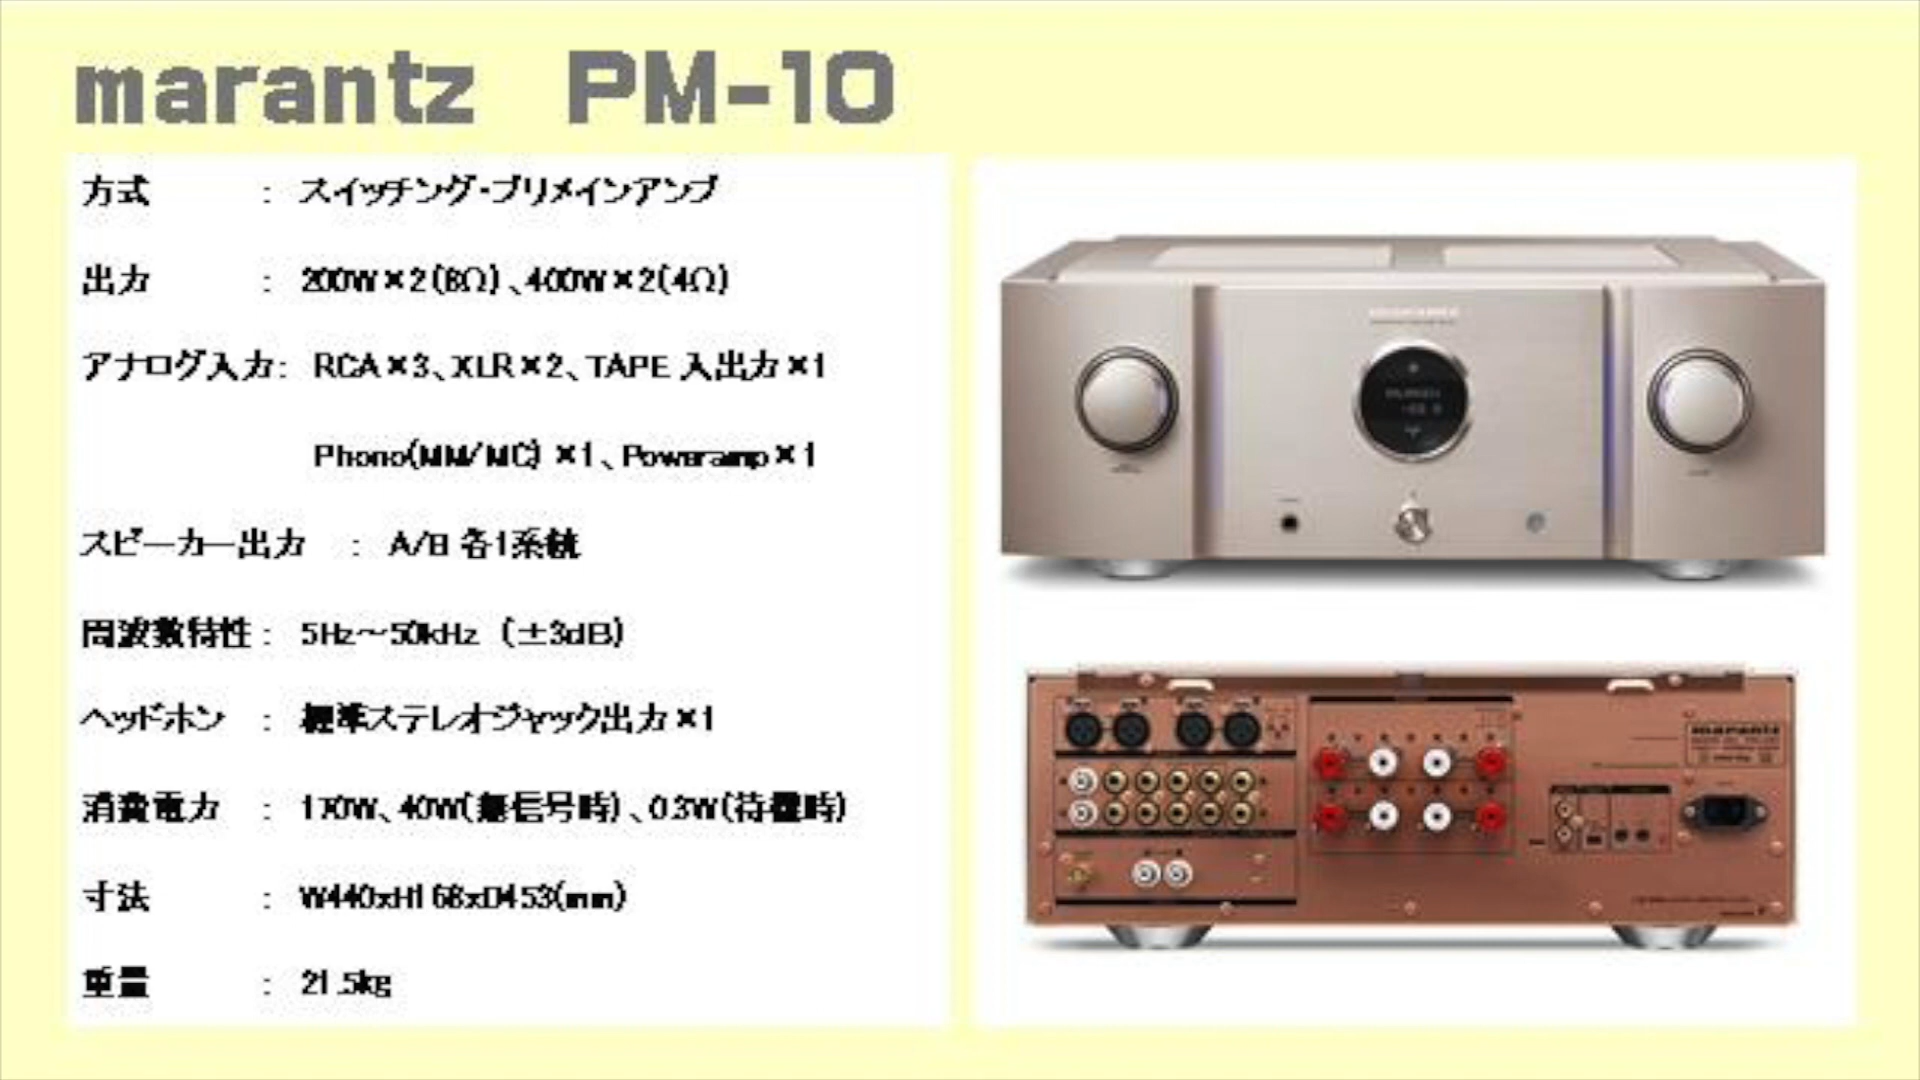 marantz PM-10
方式 : スイッチング・プリメインアンプ
出力 : 200W×2(8Ω)、400W×2(4Ω)
アナログ入力: RCA×3、XLR×2、TAPE 入出力×1
Phono(MM/MC) ×1、Poweramp×1
スピーカー出力 : A/B 各1系統
周波数特性 : 5Hz~50kHz (±3dB)
ヘッドホン : 標準ステレオジャック出力×1
消費電力 : 170W、40W(無信号時)、0.3W(待機時)
寸法 : W440xH168xD453(mm)
重量 : 21.5kg
marantz